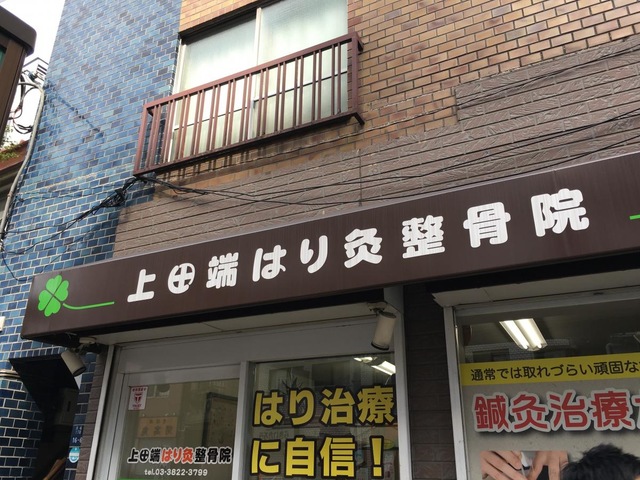 上田端はり灸整骨院
通常では取れづらい頑固な
はり治療
に自信！
鍼灸治療
上田端はり灸整骨院
tel.03-3822-3799